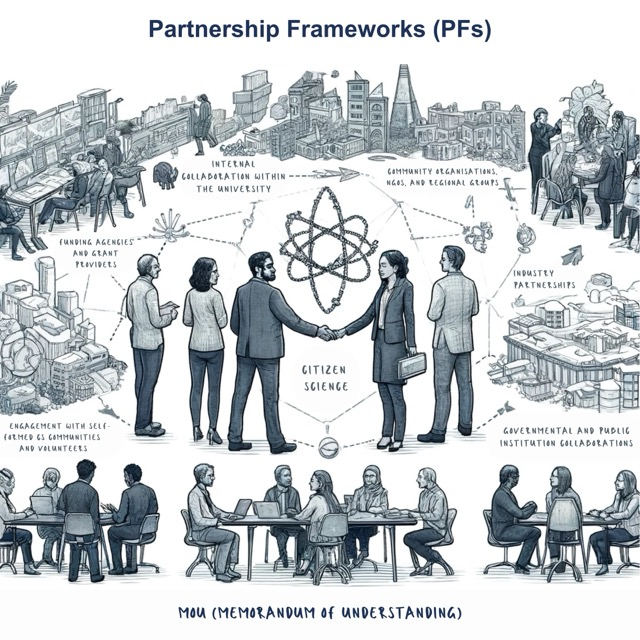 Partnership Frameworks (PFs)
INTERNAL
COLLABORATION WITHIN
THE UNIVERSITY
COMMUNITY ORGANISATIONS,
NGOS, AND REGIONAL GROUPS
FUNDING AGENCIES
AND GRANT
PROVIDERS
INDUSTRY
PARTNERSHIPS
CITIZEN
SCIENCE
ENGAGEMENT WITH SELF-
FORMED CS COMMUNITIES
AND VOLUNTEERS
GOVERNMENTAL AND PUBLIC
INSTITUTION COLLABORATIONS
MOU (MEMORANDUM OF UNDERSTANDING)